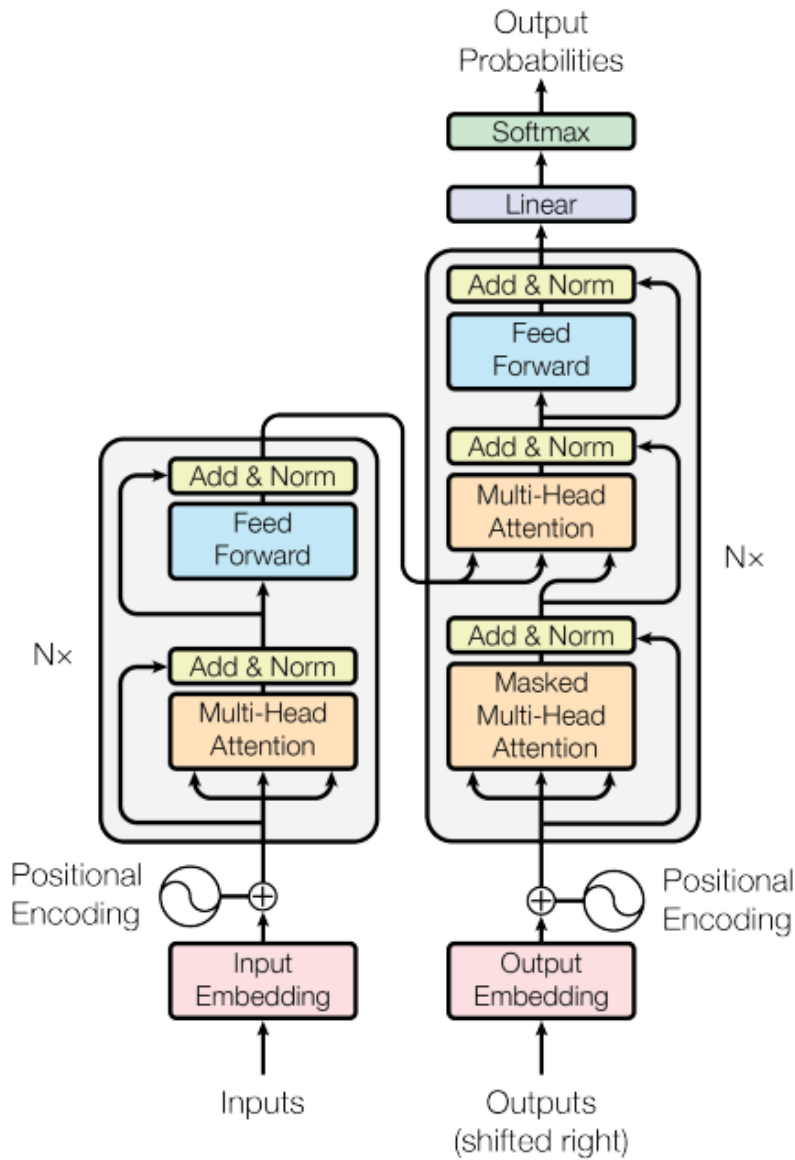 Output
Probabilities
Softmax
Linear
Add & Norm
Feed
Forward
Add & Norm
Multi-Head
Attention
Add & Norm
Masked
Multi-Head
Attention
N×
Add & Norm
Feed
Forward
Add & Norm
Multi-Head
Attention
N×
Positional
Encoding
Positional
Encoding
Input
Embedding
Output
Embedding
Inputs
Outputs
(shifted right)